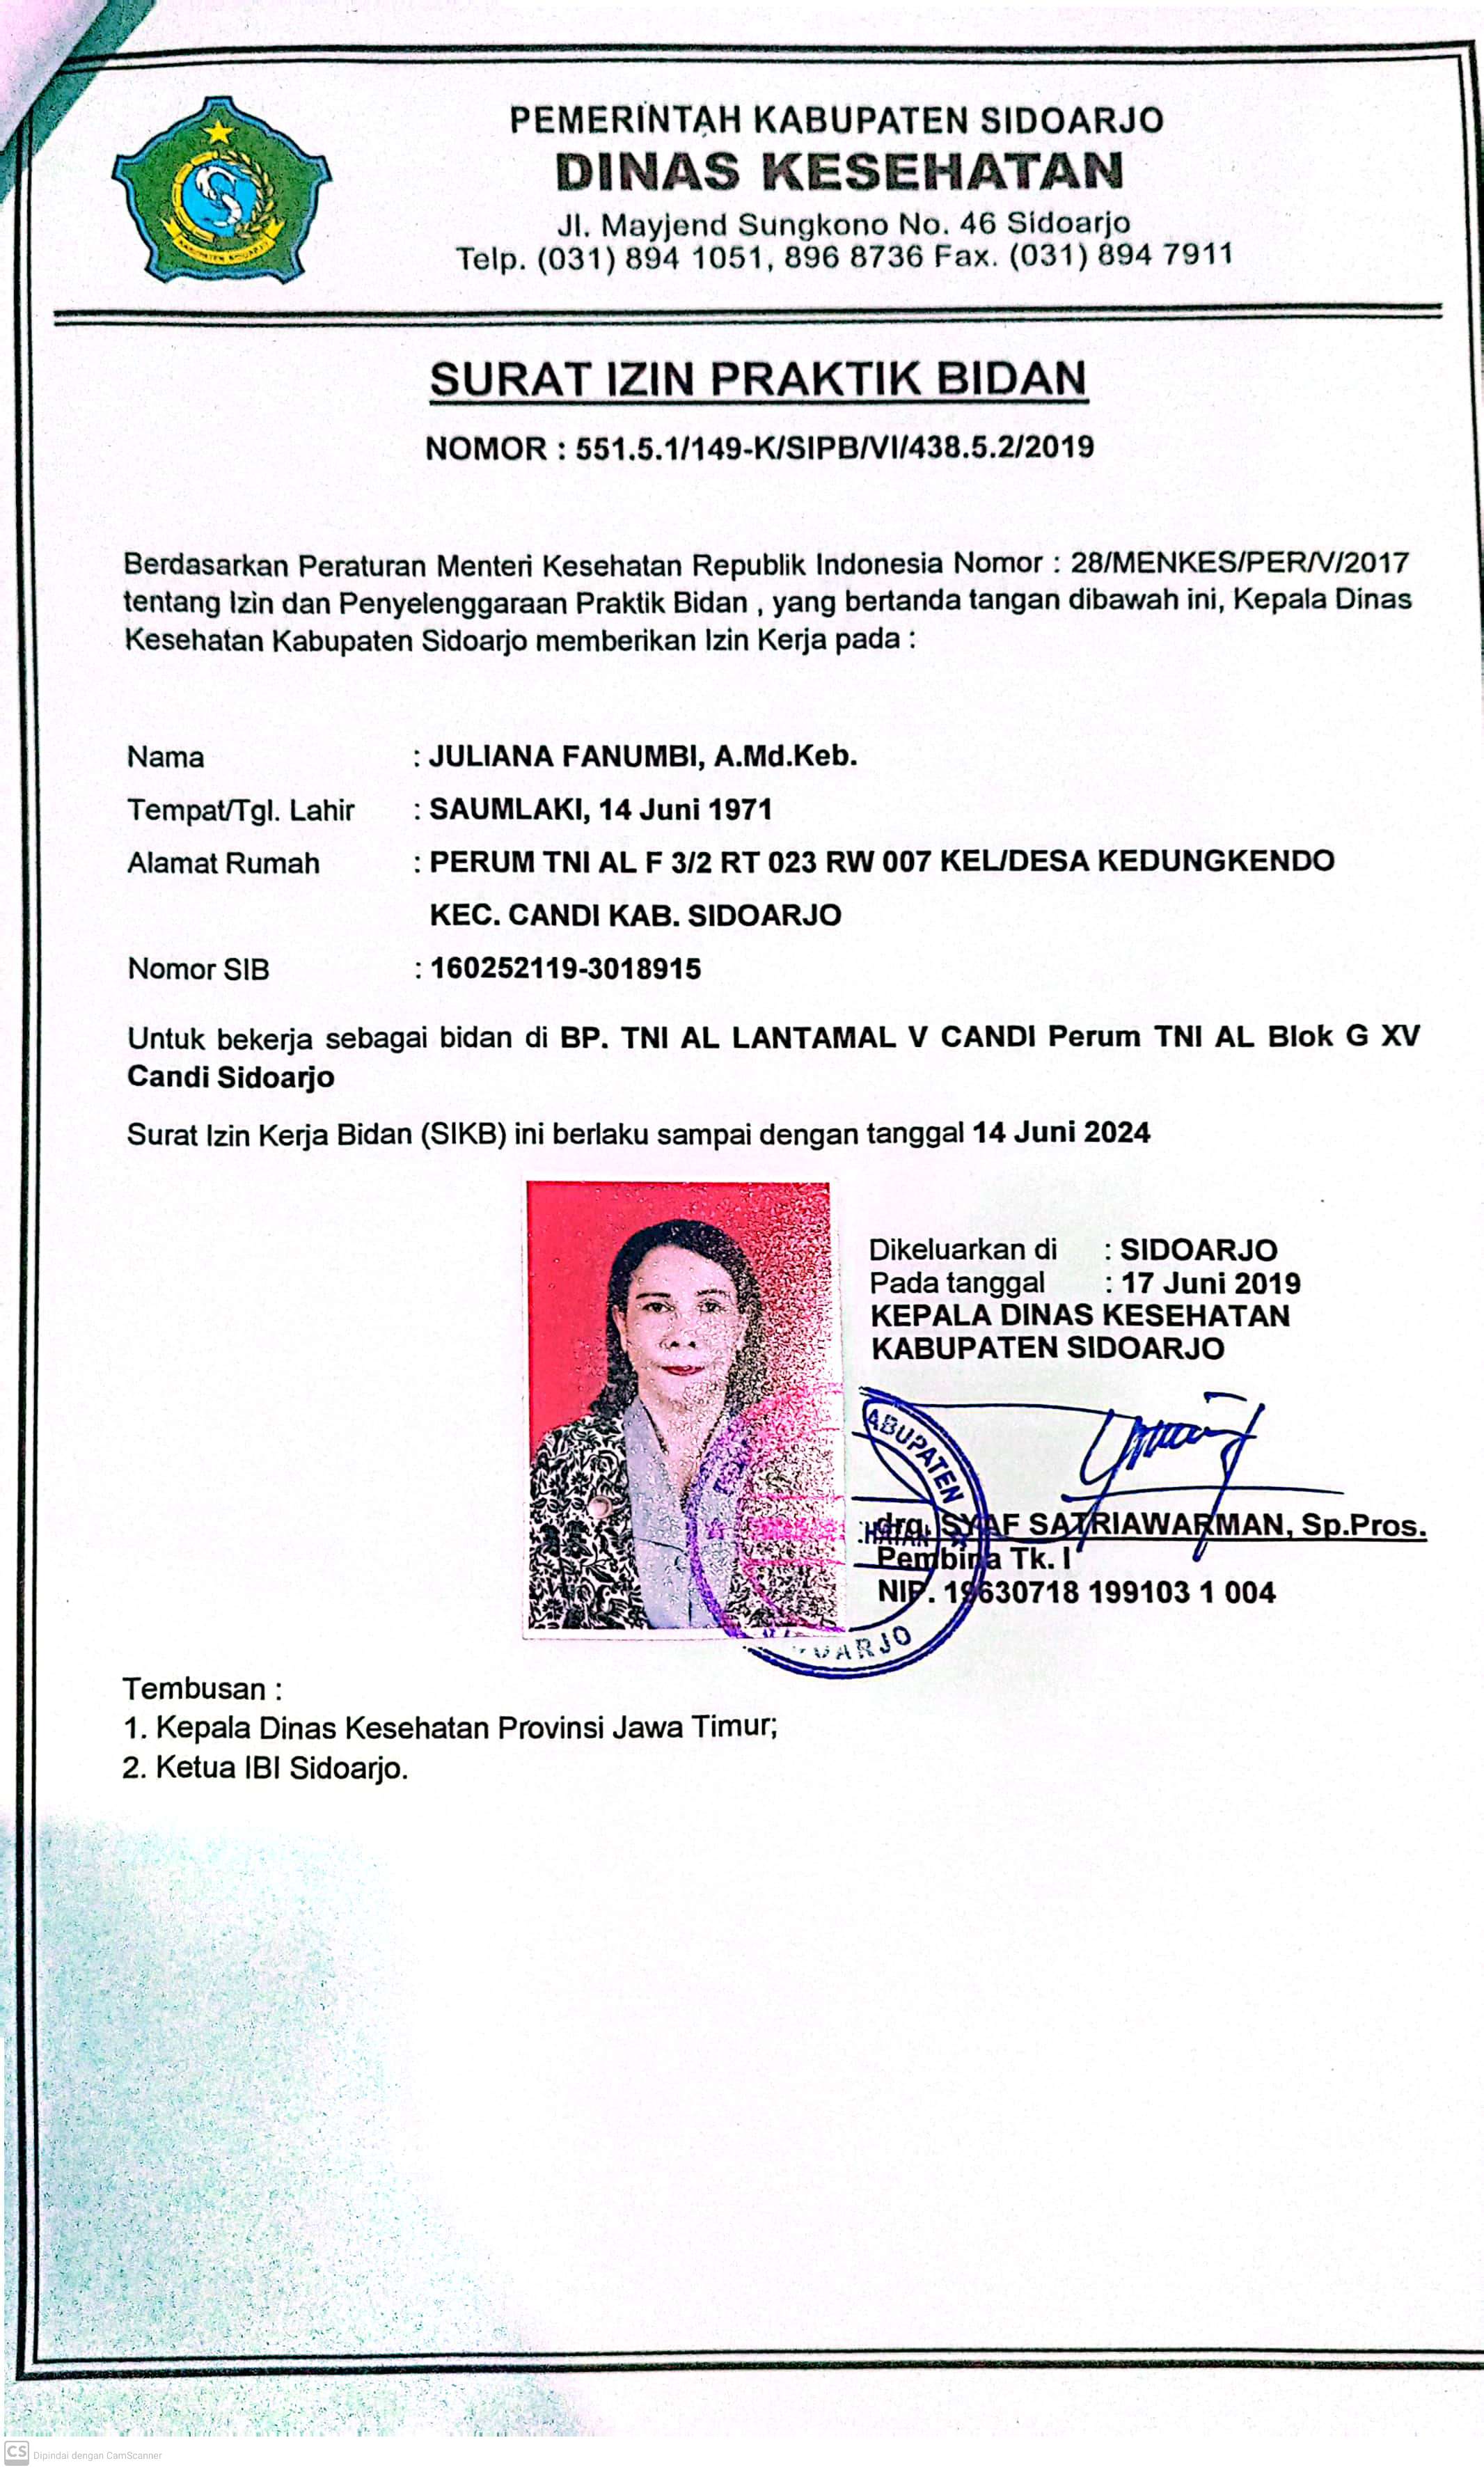 PEMERINTAH KABUPATEN SIDOARJO
DINAS KESEHATAN
Jl. Mayjend Sungkono No. 46 Sidoarjo
Telp. (031) 894 1051, 896 8736 Fax. (031) 894 7911
KABUPATEN SIDOARJO
SURAT IZIN PRAKTIK BIDAN
NOMOR : 551.5.1/149-K/SIPB/VI/438.5.2/2019
Berdasarkan Peraturan Menteri Kesehatan Republik Indonesia Nomor : 28/MENKES/PER/V/2017
tentang Izin dan Penyelenggaraan Praktik Bidan , yang bertanda tangan dibawah ini, Kepala Dinas
Kesehatan Kabupaten Sidoarjo memberikan Izin Kerja pada :
Nama : JULIANA FANUMBI, A.Md.Keb.
Tempat/Tgl. Lahir : SAUMLAKI, 14 Juni 1971
Alamat Rumah : PERUM TNI AL F 3/2 RT 023 RW 007 KEL/DESA KEDUNGKENDO
KEC. CANDI KAB. SIDOARJO
Nomor SIB : 160252119-3018915
Untuk bekerja sebagai bidan di BP. TNI AL LANTAMAL V CANDI Perum TNI AL Blok G XV
Candi Sidoarjo
Surat Izin Kerja Bidan (SIKB) ini berlaku sampai dengan tanggal 14 Juni 2024
Dikeluarkan di : SIDOARJO
Pada tanggal : 17 Juni 2019
KEPALA DINAS KESEHATAN
KABUPATEN SIDOARJO
ABUPATEN
HATAN
OARJO
drg. SYAF SATRIAWARMAN, Sp.Pros.
Pembina Tk. I
NIP. 19630718 199103 1 004
Tembusan :
1. Kepala Dinas Kesehatan Provinsi Jawa Timur;
2. Ketua IBI Sidoarjo.
CS Dipindai dengan CamScanner